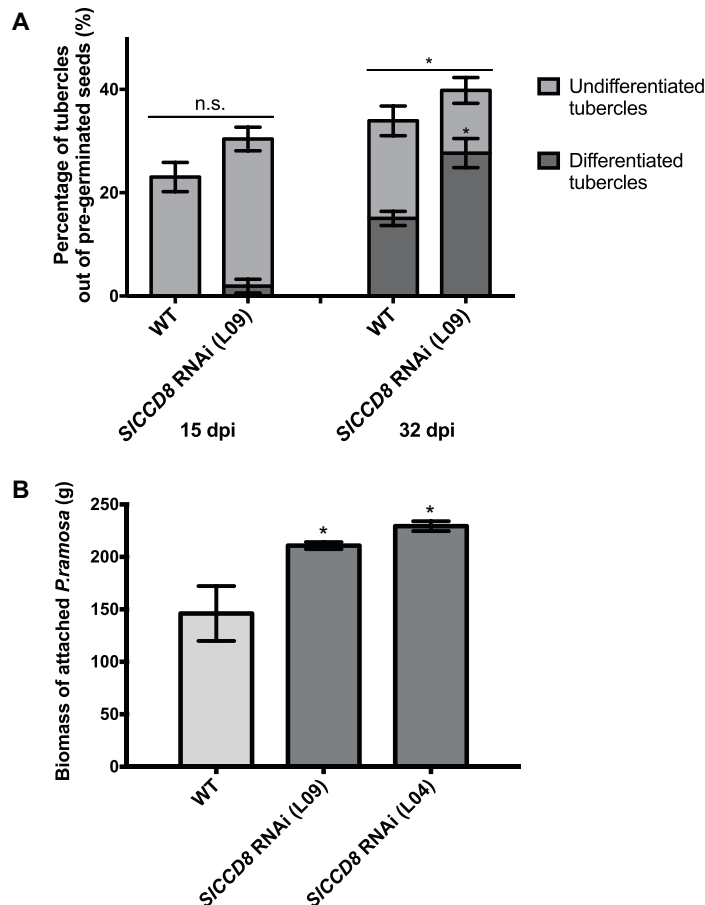 A
Percentage of tubercles
out of pre-germinated seeds (%)
40
20
0
n.s.
*
*
WT
SlCCD8 RNAi (L09)
WT
SlCCD8 RNAi (L09)
15 dpi
32 dpi
Undifferentiated
tubercles
Differentiated
tubercles
B
Biomass of attached P.ramosa (g)
250
200
150
100
50
0
*
*
WT
SlCCD8 RNAi (L09)
SlCCD8 RNAi (L04)